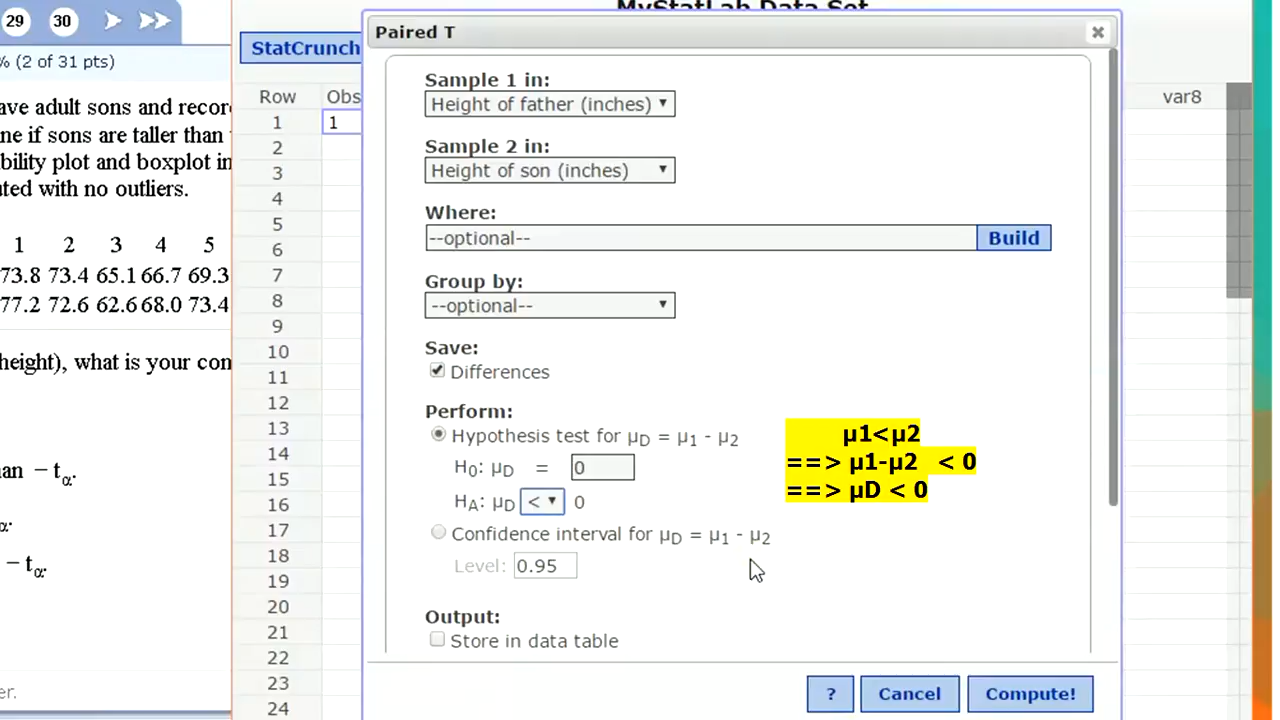 MyStatLab Data Set
29 30
% (2 of 31 pts)
StatCrunch
Row Obs var8
1 1
2
3
4
5
6
7
8
9
10
11
12
13
14
15
16
17
18
19
20
21
22
23
24
ave adult sons and recor
ne if sons are taller than
bility plot and boxplot in
uted with no outliers.
1 2 3 4 5
73.8 73.4 65.1 66.7 69.3
77.2 72.6 62.6 68.0 73.4
height), what is your con
han − tα.
α.
− tα.
er.
Paired T
Sample 1 in:
Height of father (inches)
Sample 2 in:
Height of son (inches)
Where:
--optional--
Build
Group by:
--optional--
Save:
Differences
Perform:
Hypothesis test for μD = μ1 - μ2
H0: μD = 0
HA: μD < 0
Confidence interval for μD = μ1 - μ2
Level: 0.95
μ1<μ2
==> μ1-μ2 < 0
==> μD < 0
Output:
Store in data table
? Cancel Compute!